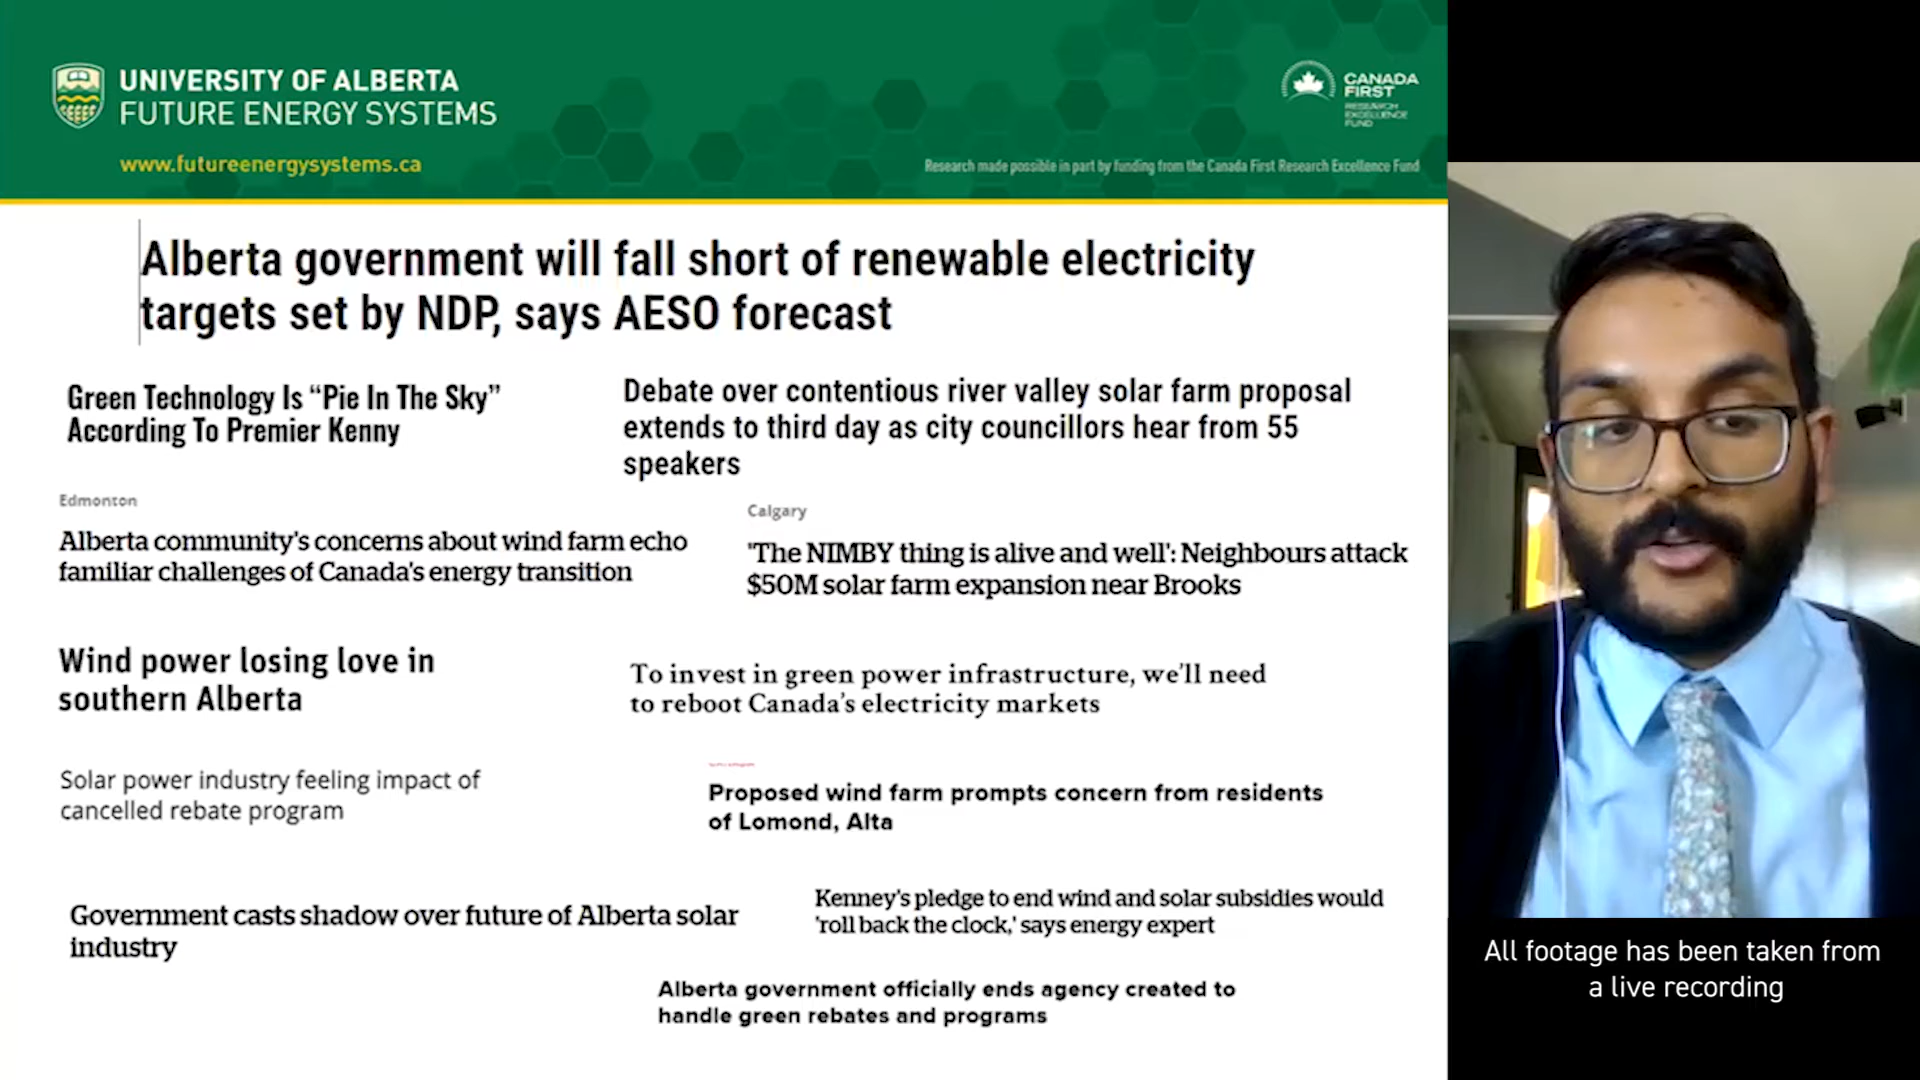 UNIVERSITY OF ALBERTA
FUTURE ENERGY SYSTEMS
www.futureenergysystems.ca
CANADA
FIRST
RESEARCH
EXCELLENCE
FUND
Research made possible in part by funding from the Canada First Research Excellence Fund
Alberta government will fall short of renewable electricity
targets set by NDP, says AESO forecast
Green Technology Is “Pie In The Sky”
According To Premier Kenny
Debate over contentious river valley solar farm proposal
extends to third day as city councillors hear from 55
speakers
Edmonton
Alberta community's concerns about wind farm echo
familiar challenges of Canada's energy transition
Calgary
'The NIMBY thing is alive and well': Neighbours attack
$50M solar farm expansion near Brooks
Wind power losing love in
southern Alberta
To invest in green power infrastructure, we’ll need
to reboot Canada’s electricity markets
Solar power industry feeling impact of
cancelled rebate program
Proposed wind farm prompts concern from residents
of Lomond, Alta
Government casts shadow over future of Alberta solar
industry
Kenney's pledge to end wind and solar subsidies would
'roll back the clock,' says energy expert
Alberta government officially ends agency created to
handle green rebates and programs
All footage has been taken from
a live recording